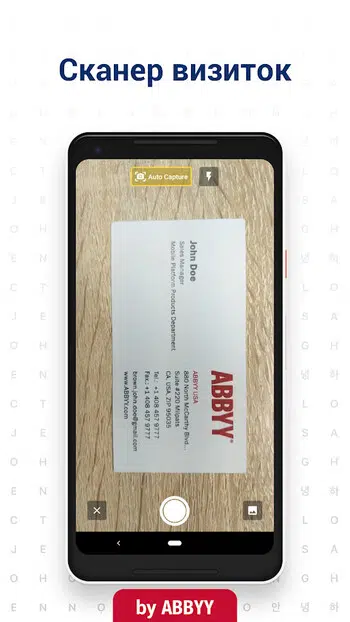 Сканер визиток
Auto Capture
John Doe
Sales Manager
Mobile Platform Products Department
ABBYY
ABBYY USA
880 North McCarthy Blvd.,
Suite #220 Milpitas
CA, USA, ZIP 95035
Tel.: +1 408 457 9777
Fax.: +1 408 457 9777
brown.john.doe@gmail.com
www.ABBYY.com
by ABBYY